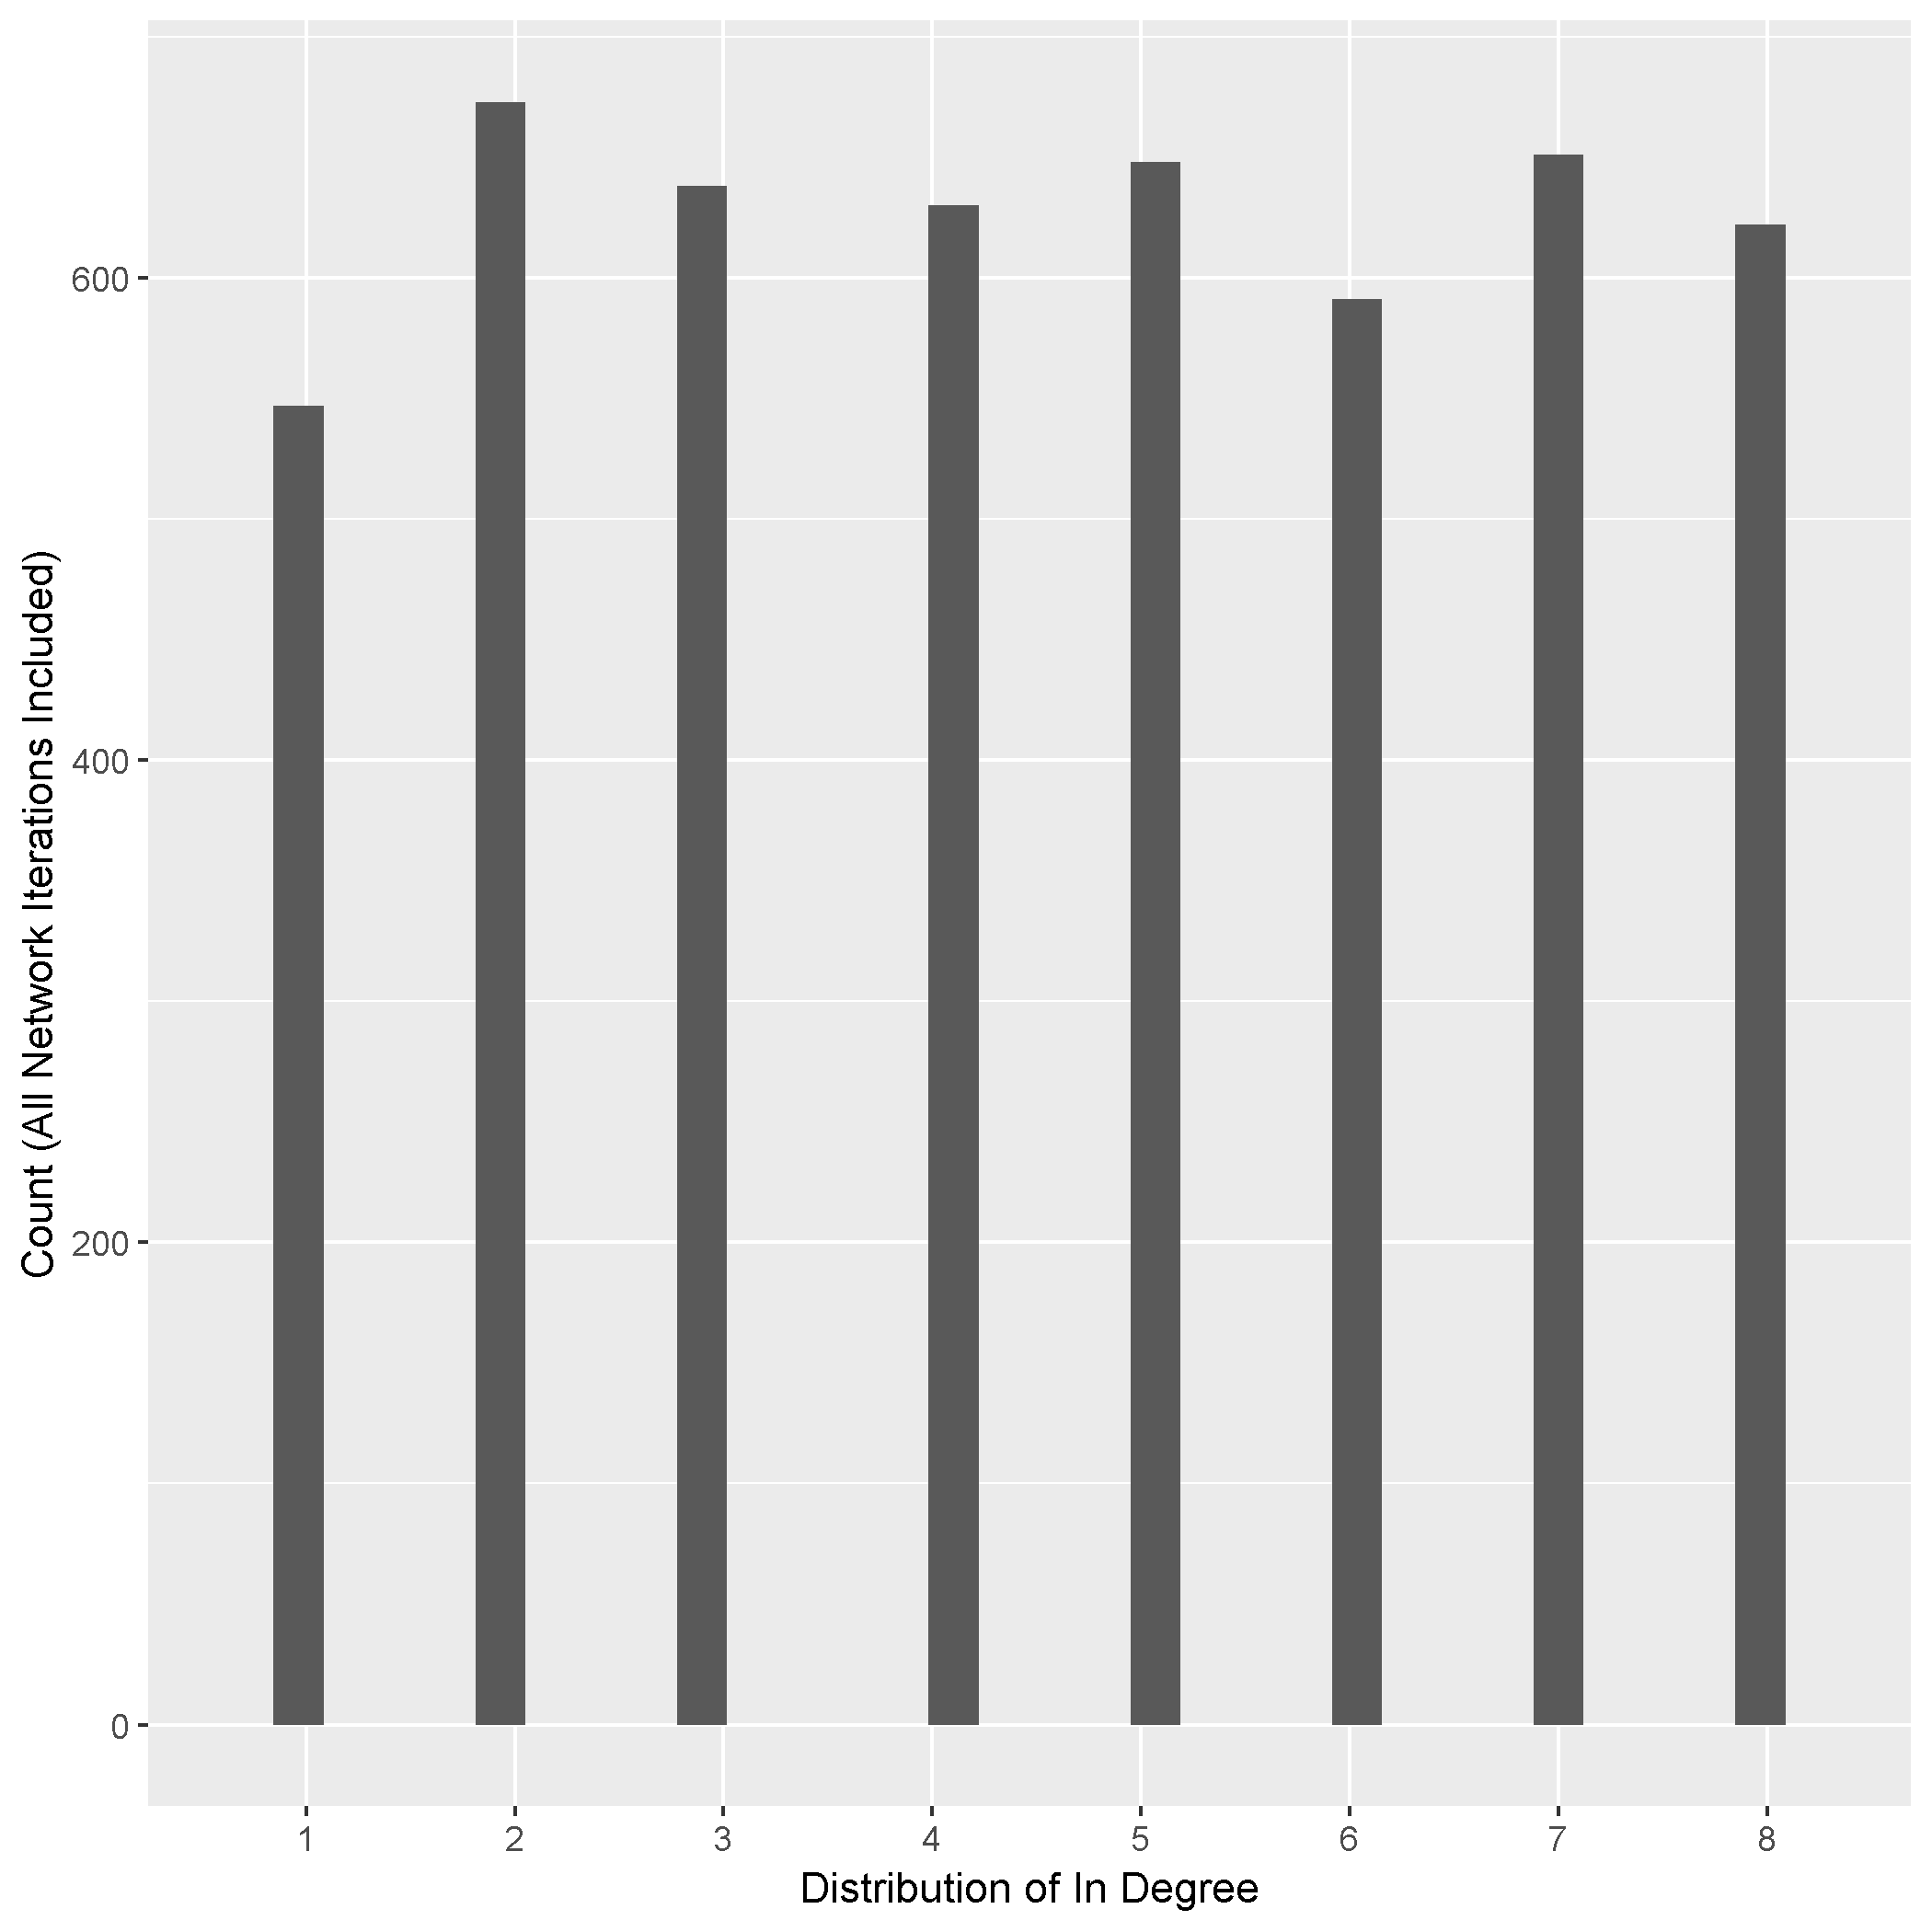 Count (All Network Iterations Included)
600
400
200
0
1 2 3 4 5 6 7 8
Distribution of In Degree